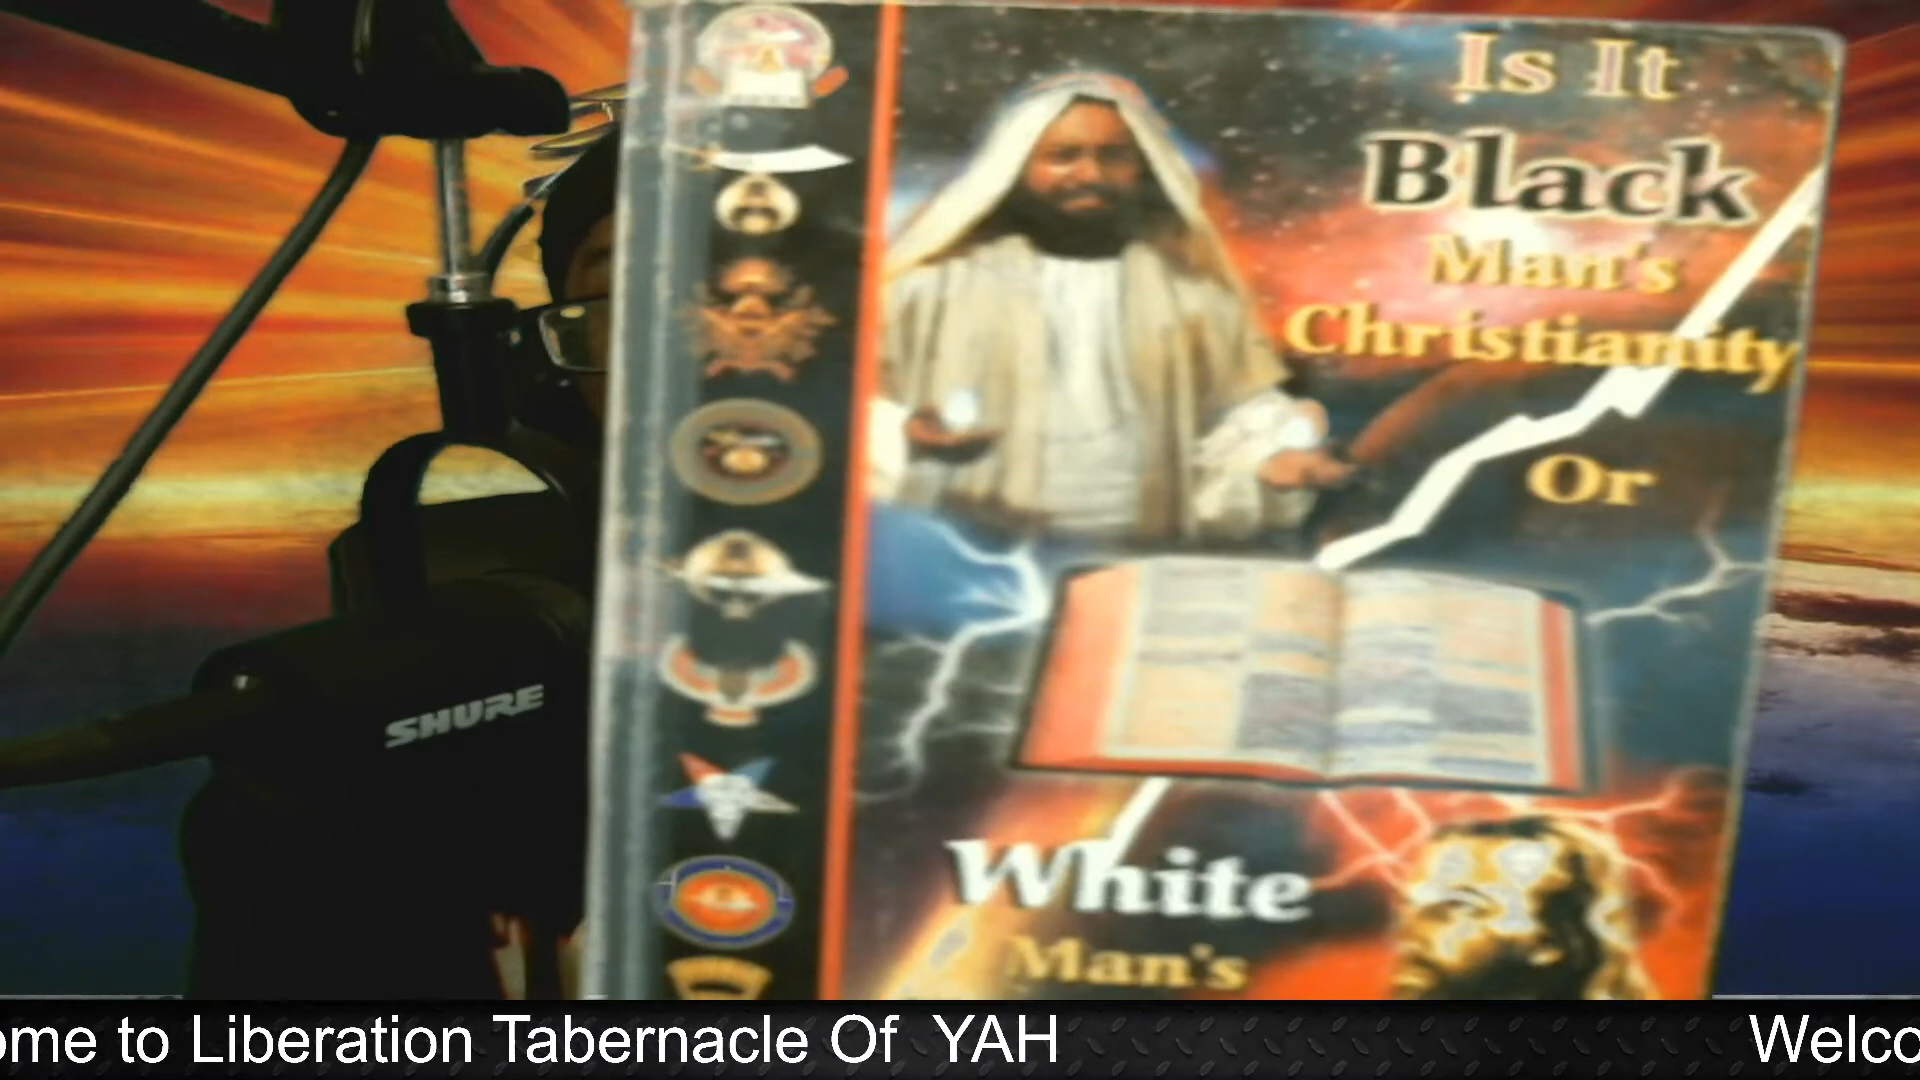 Is It
Black
Man's
Christianity
Or
White
Man's
SHURE
ome to Liberation Tabernacle Of YAH
Welco